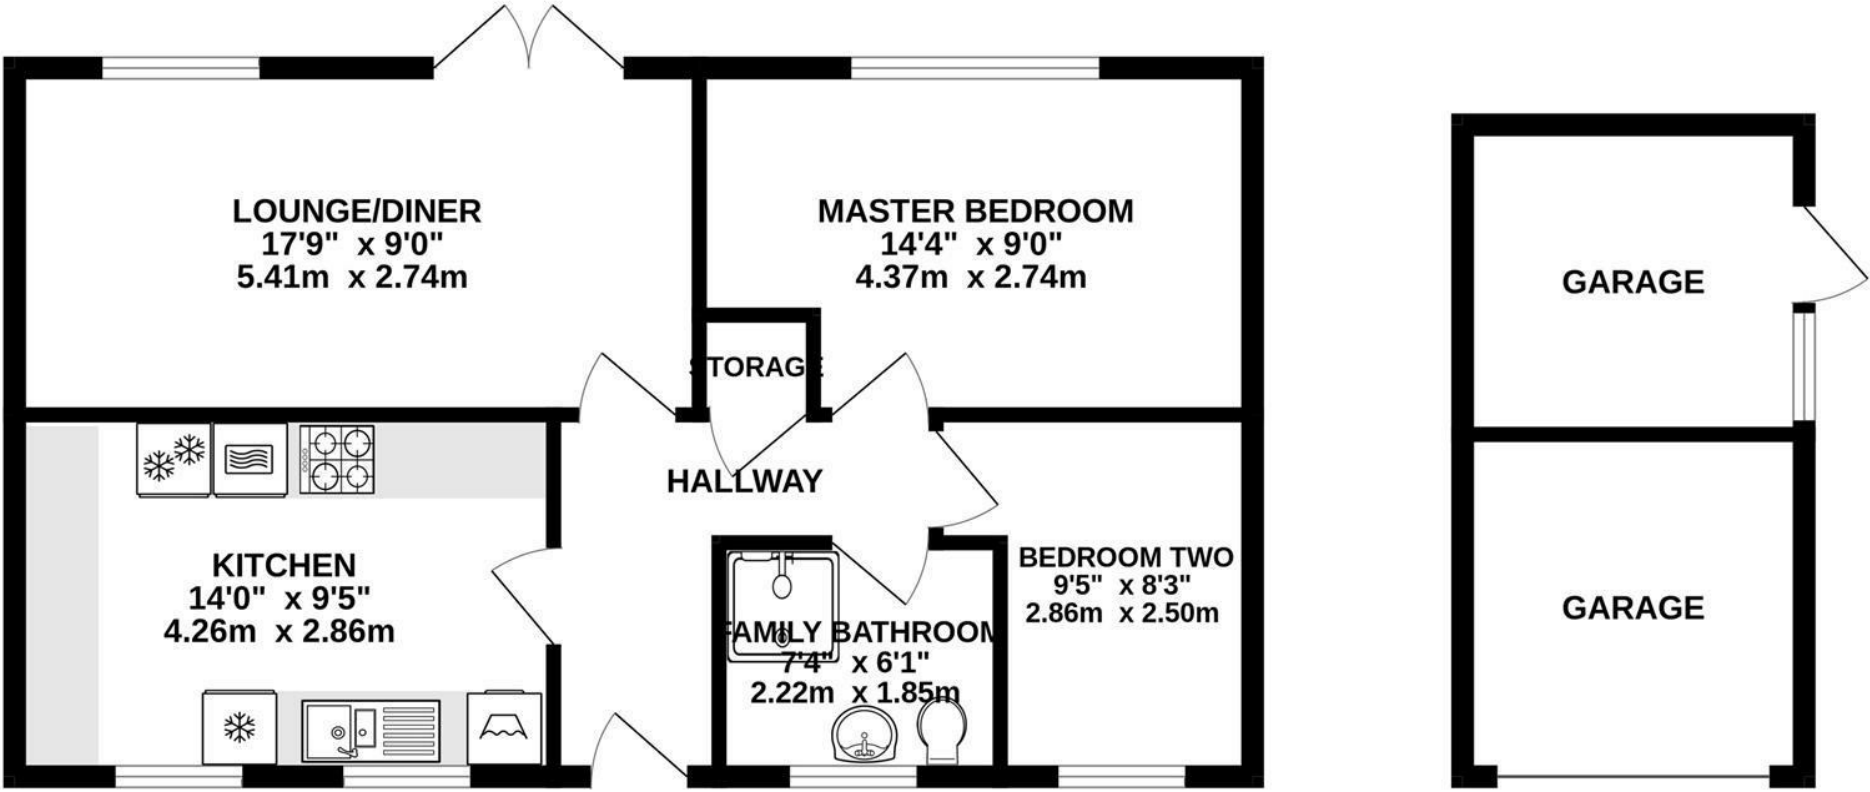 LOUNGE/DINER
17'9" x 9'0"
5.41m x 2.74m
MASTER BEDROOM
14'4" x 9'0"
4.37m x 2.74m
STORAGE
HALLWAY
KITCHEN
14'0" x 9'5"
4.26m x 2.86m
FAMILY BATHROOM
7'4" x 6'1"
2.22m x 1.85m
BEDROOM TWO
9'5" x 8'3"
2.86m x 2.50m
GARAGE
GARAGE